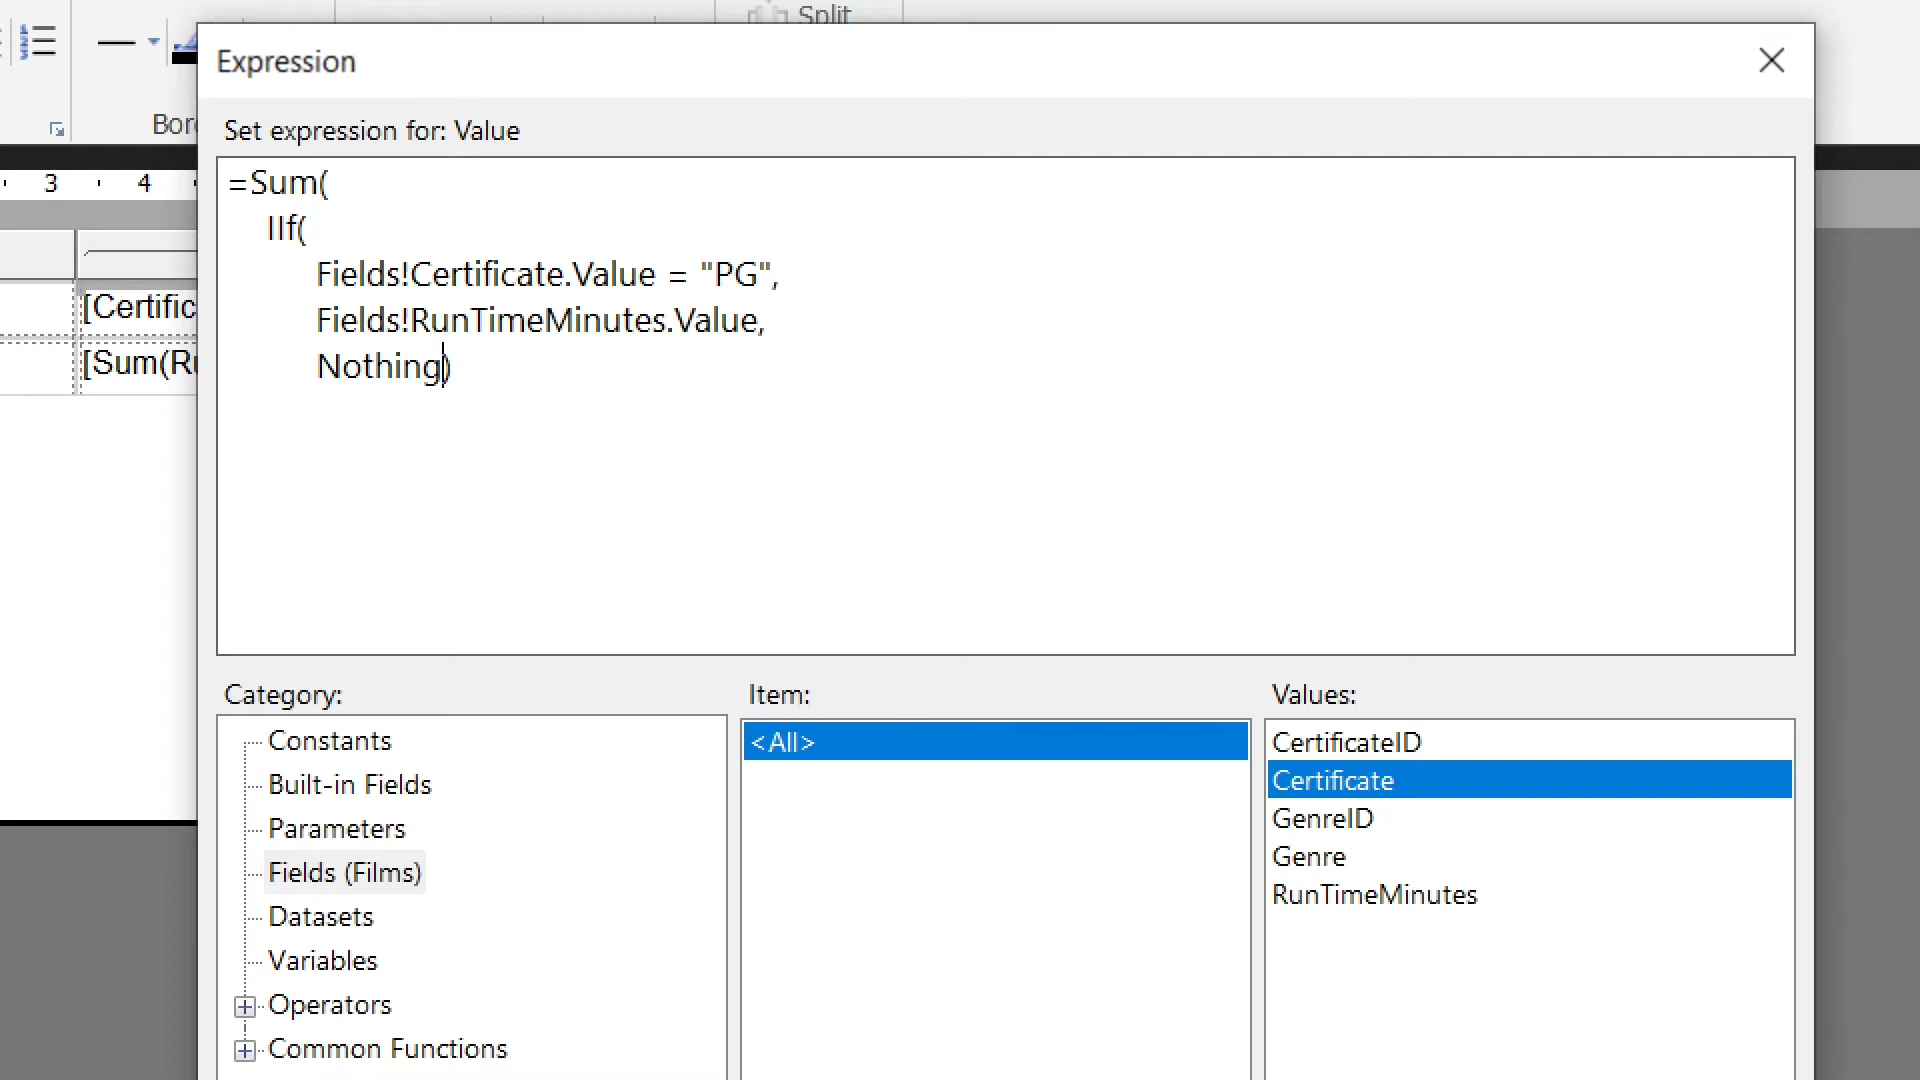 Split
Expression
Bor
Set expression for: Value
3 4
=Sum(
IIf(
Fields!Certificate.Value = "PG",
Fields!RunTimeMinutes.Value,
Nothing)
[Certific
[Sum(Ru
Category:
Item:
Values:
Constants
Built-in Fields
Parameters
Fields (Films)
Datasets
Variables
Operators
Common Functions
<All>
CertificateID
Certificate
GenreID
Genre
RunTimeMinutes